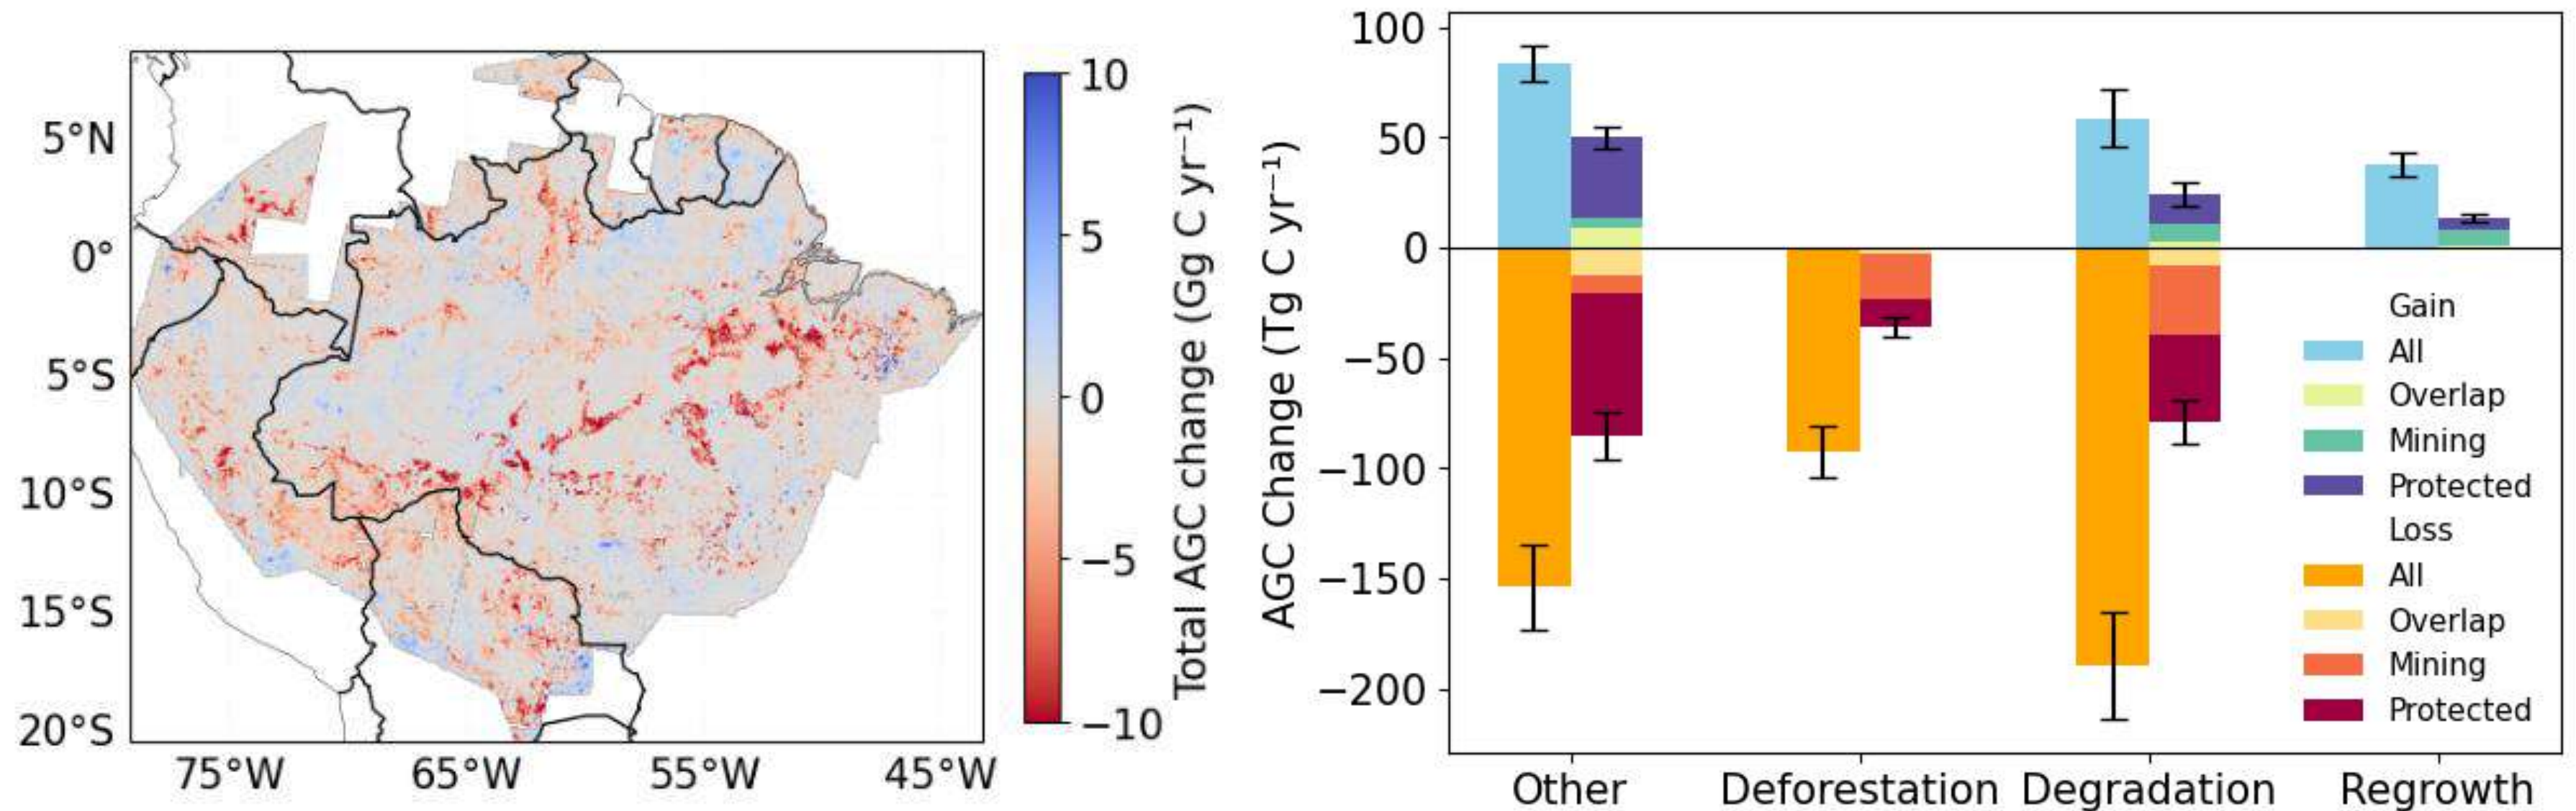 5°N
0°
5°S
10°S
15°S
20°S
75°W
65°W
55°W
45°W
10
5
0
−5
−10
Total AGC change (Gg C yr⁻¹)
AGC Change (Tg C yr⁻¹)
100
50
0
−50
−100
−150
−200
Other
Deforestation
Degradation
Regrowth
Gain
All
Overlap
Mining
Protected
Loss
All
Overlap
Mining
Protected